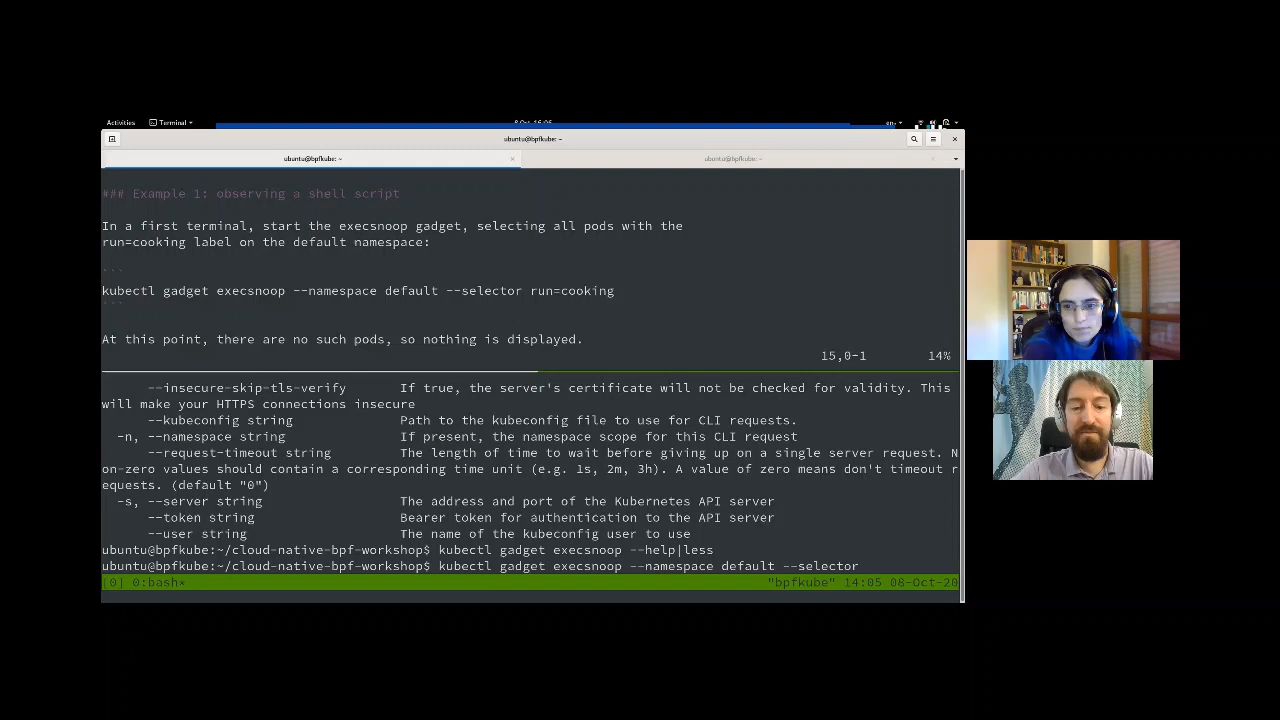 Activities Terminal
ubuntu@bpfkube: ~
ubuntu@bpfkube: ~ ubuntu@bpfkube: ~
### Example 1: observing a shell script
In a first terminal, start the execsnoop gadget, selecting all pods with the
run=cooking label on the default namespace:
```
kubectl gadget execsnoop --namespace default --selector run=cooking
```
At this point, there are no such pods, so nothing is displayed.
15,0-1 14%
--insecure-skip-tls-verify If true, the server's certificate will not be checked for validity. This
will make your HTTPS connections insecure
--kubeconfig string Path to the kubeconfig file to use for CLI requests.
-n, --namespace string If present, the namespace scope for this CLI request
--request-timeout string The length of time to wait before giving up on a single server request. N
on-zero values should contain a corresponding time unit (e.g. 1s, 2m, 3h). A value of zero means don't timeout r
equests. (default "0")
-s, --server string The address and port of the Kubernetes API server
--token string Bearer token for authentication to the API server
--user string The name of the kubeconfig user to use
ubuntu@bpfkube:~/cloud-native-bpf-workshop$ kubectl gadget execsnoop --help|less
ubuntu@bpfkube:~/cloud-native-bpf-workshop$ kubectl gadget execsnoop --namespace default --selector
[0] 0:bash* "bpfkube" 14:05 08-Oct-20